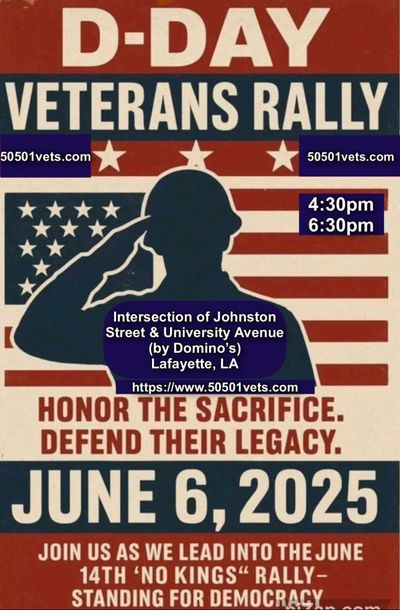 D-DAY
VETERANS RALLY
50501vets.com
50501vets.com
4:30pm
6:30pm
Intersection of Johnston
Street & University Avenue
(by Domino's)
Lafayette, LA
https://www.50501vets.com
HONOR THE SACRIFICE.
DEFEND THEIR LEGACY.
JUNE 6, 2025
JOIN US AS WE LEAD INTO THE JUNE
14TH 'NO KINGS“ RALLY–
STANDING FOR DEMOCRACY